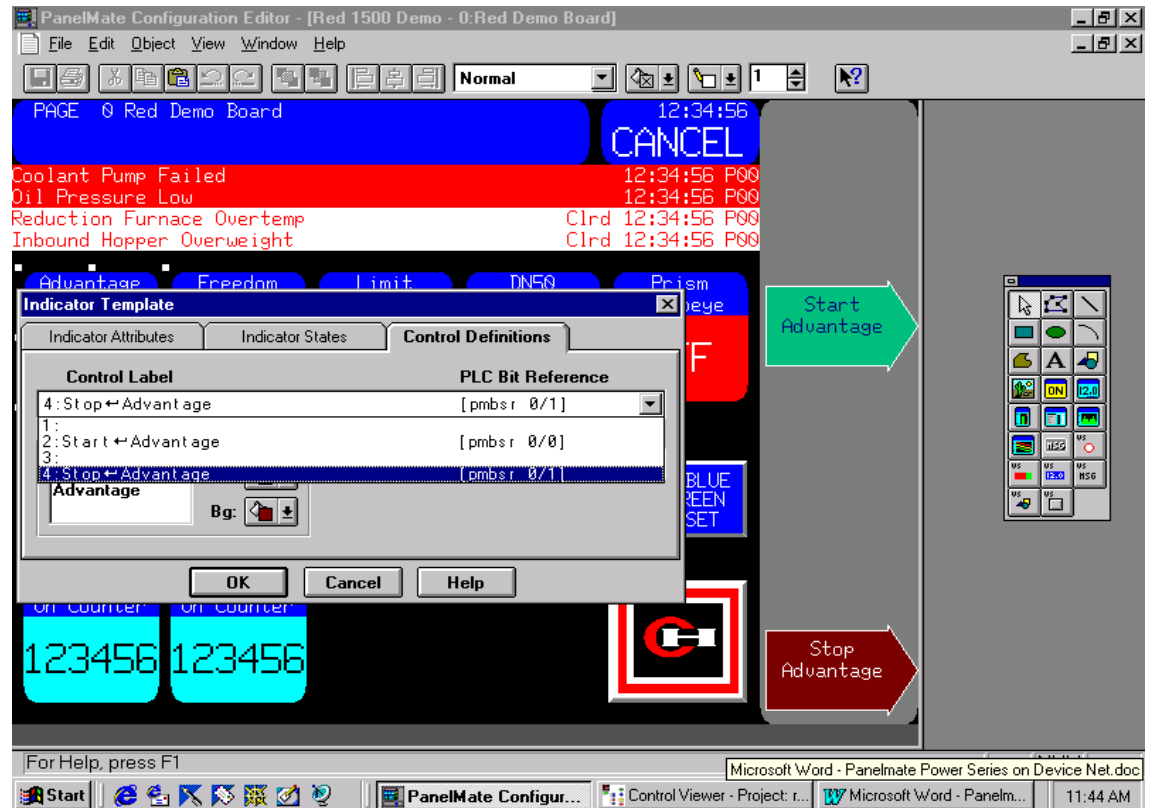 PanelMate Configuration Editor - [Red 1500 Demo - 0:Red Demo Board]
File Edit Object View Window Help
Normal 1
PAGE 0 Red Demo Board 12:34:56
CANCEL
Coolant Pump Failed 12:34:56 P00
Oil Pressure Low 12:34:56 P00
Reduction Furnace Overtemp Clrd 12:34:56 P00
Inbound Hopper Overweight Clrd 12:34:56 P00
Advantage Freedom Limit DN50 Prism
Indicator Template
Indicator Attributes Indicator States Control Definitions
Control Label PLC Bit Reference
4:Stop↵Advantage [pmbsr 0/1]
1:
2:Start↵Advantage [pmbsr 0/0]
3:
4:Stop↵Advantage [pmbsr 0/1]
Advantage
Bg:
OK Cancel Help
BLUE
SET
Start
Advantage
On Counter On Counter
123456 123456
Stop
Advantage
ON 12.0
MSG
VS
VS VS VS
12.0 MSG
VS VS
For Help, press F1
Microsoft Word - Panelmate Power Series on Device Net.doc
Start PanelMate Configur... Control Viewer - Project: r... Microsoft Word - Panelm... 11:44 AM